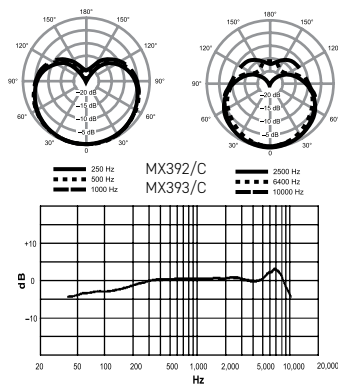 180°
150° 150°
120° 120°
90° 90°
60° 60°
30° 30°
0
−20 dB
−15 dB
−10 dB
−5 dB
180°
150° 150°
120° 120°
90° 90°
60° 60°
30° 30°
0
−20 dB
−15 dB
−10 dB
−5 dB
250 Hz
500 Hz
1000 Hz
MX392/C
MX393/C
2500 Hz
6400 Hz
10000 Hz
dB
+10
0
−10
20 50 100 200 500 1,000 2,000 5,000 10,000 20,000
Hz